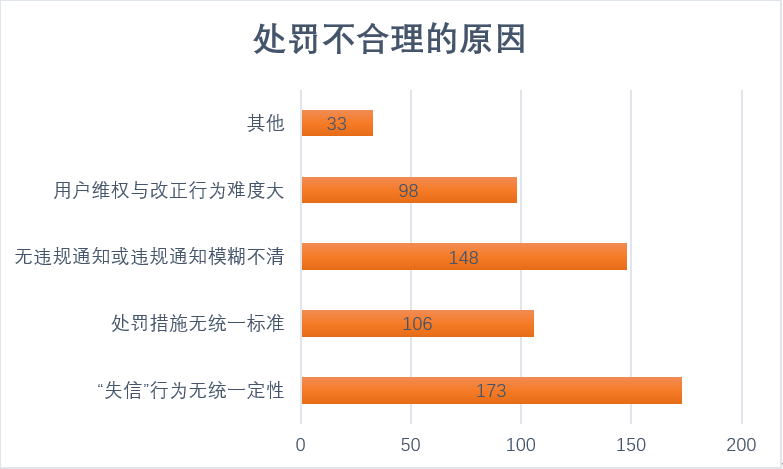 处罚不合理的原因
其他
33
用户维权与改正行为难度大
98
无违规通知或违规通知模糊不清
148
处罚措施无统一标准
106
“失信”行为无统一定性
173
0 50 100 150 200